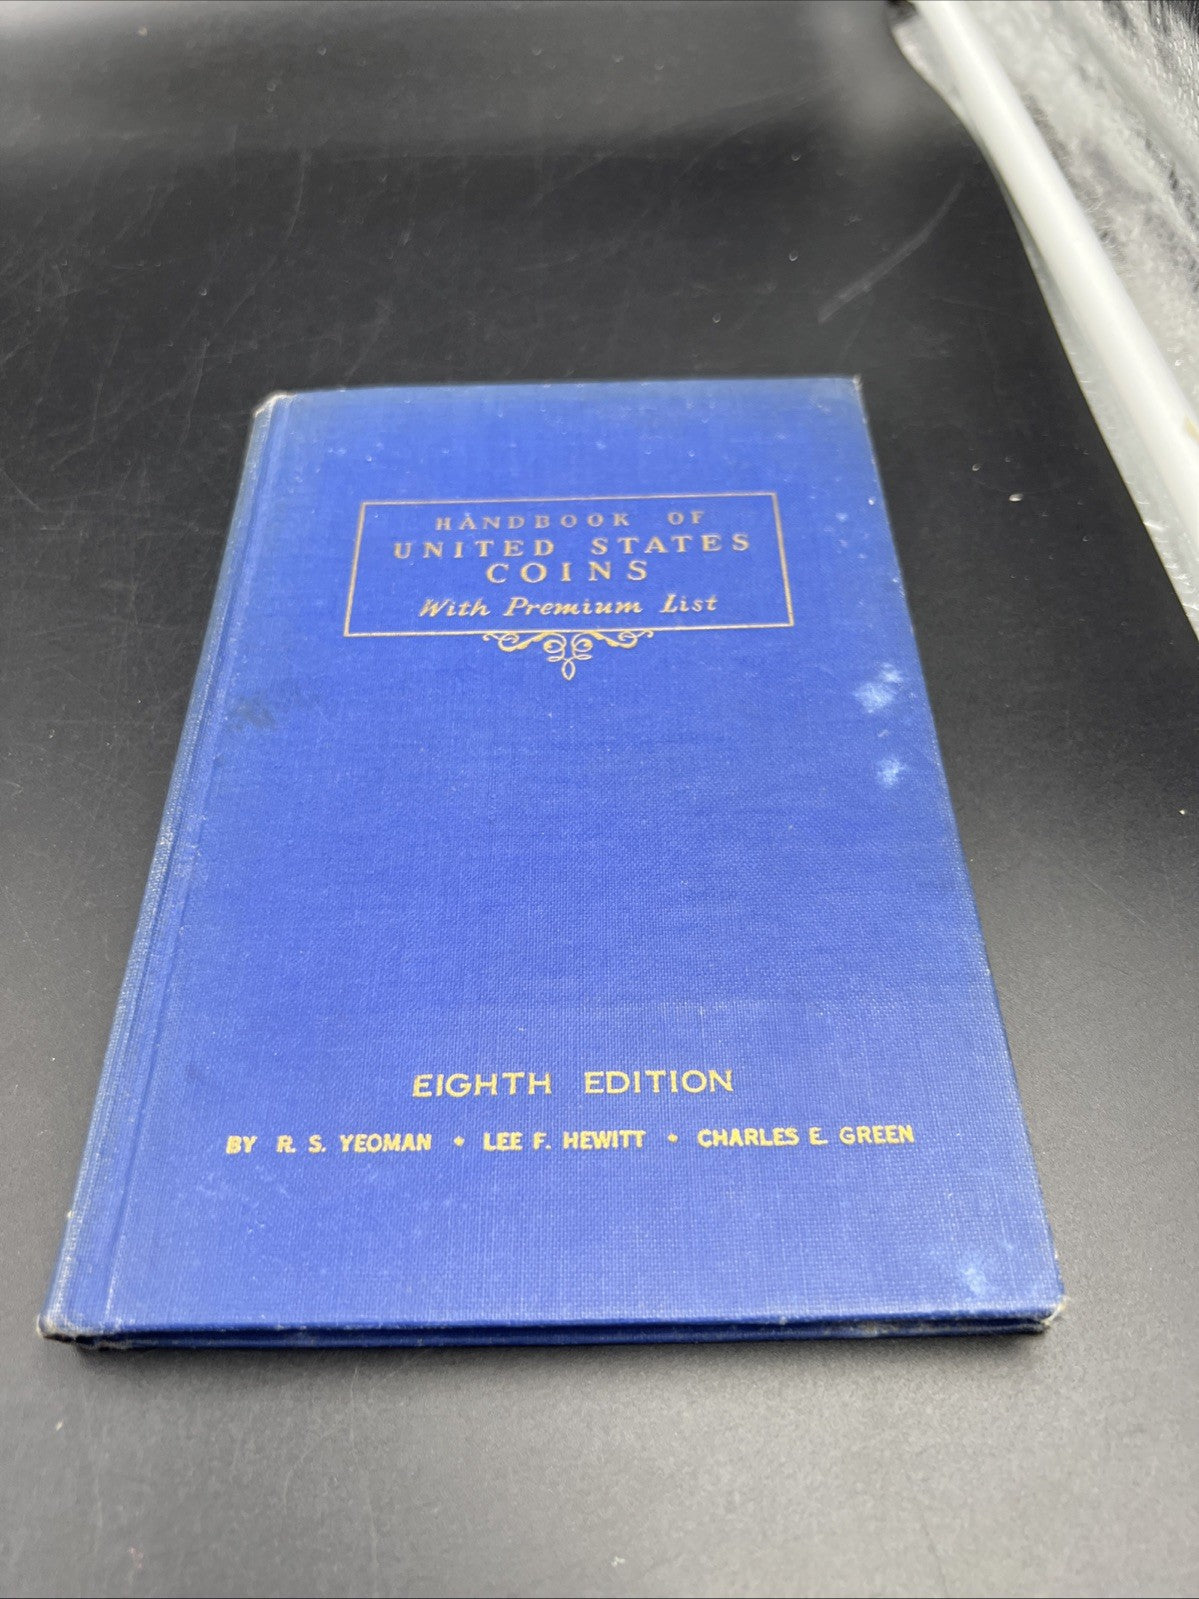 HANDBOOK OF
UNITED STATES
COINS
With Premium List
EIGHTH EDITION
BY R. S. YEOMAN • LEE F. HEWITT • CHARLES E. GREEN